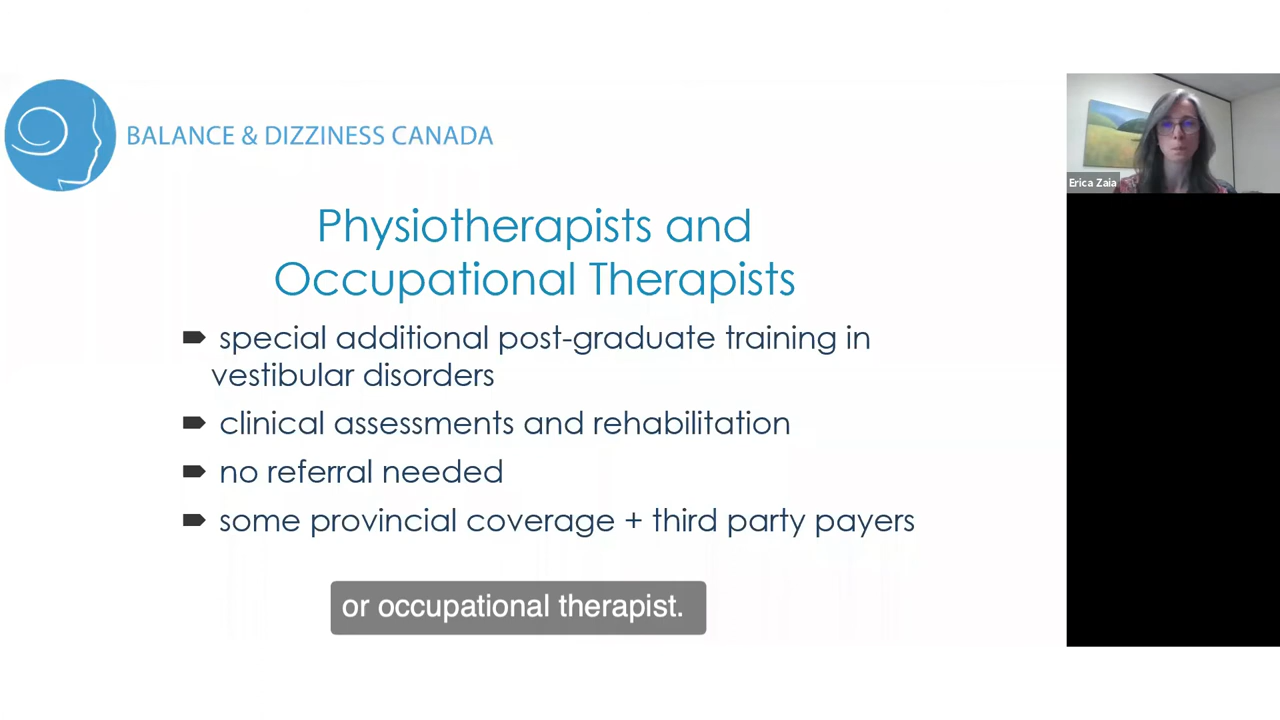 BALANCE & DIZZINESS CANADA
Erica Zaia
Physiotherapists and
Occupational Therapists
special additional post-graduate training in
vestibular disorders
clinical assessments and rehabilitation
no referral needed
some provincial coverage + third party payers
or occupational therapist.